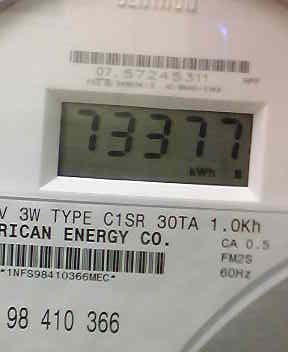 CENTRON
07.57245311
73377
kWh
V 3W TYPE C1SR 30TA 1.0Kh
RICAN ENERGY CO.
CA 0.5
FM2S
60Hz
*1NFS98410366MEC*
98 410 366